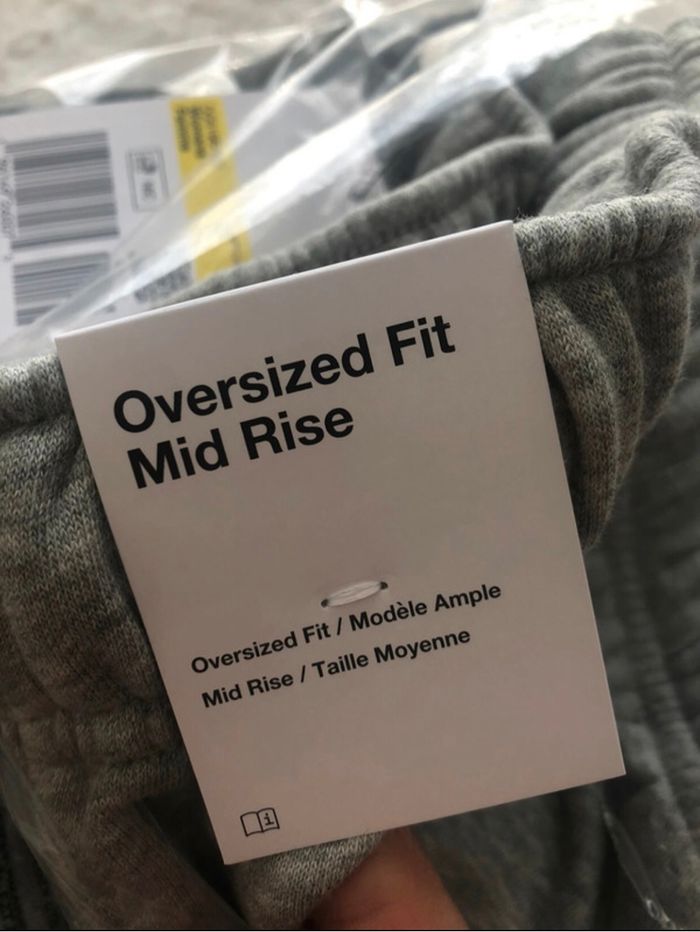 Oversized Fit
Mid Rise
Oversized Fit / Modèle Ample
Mid Rise / Taille Moyenne